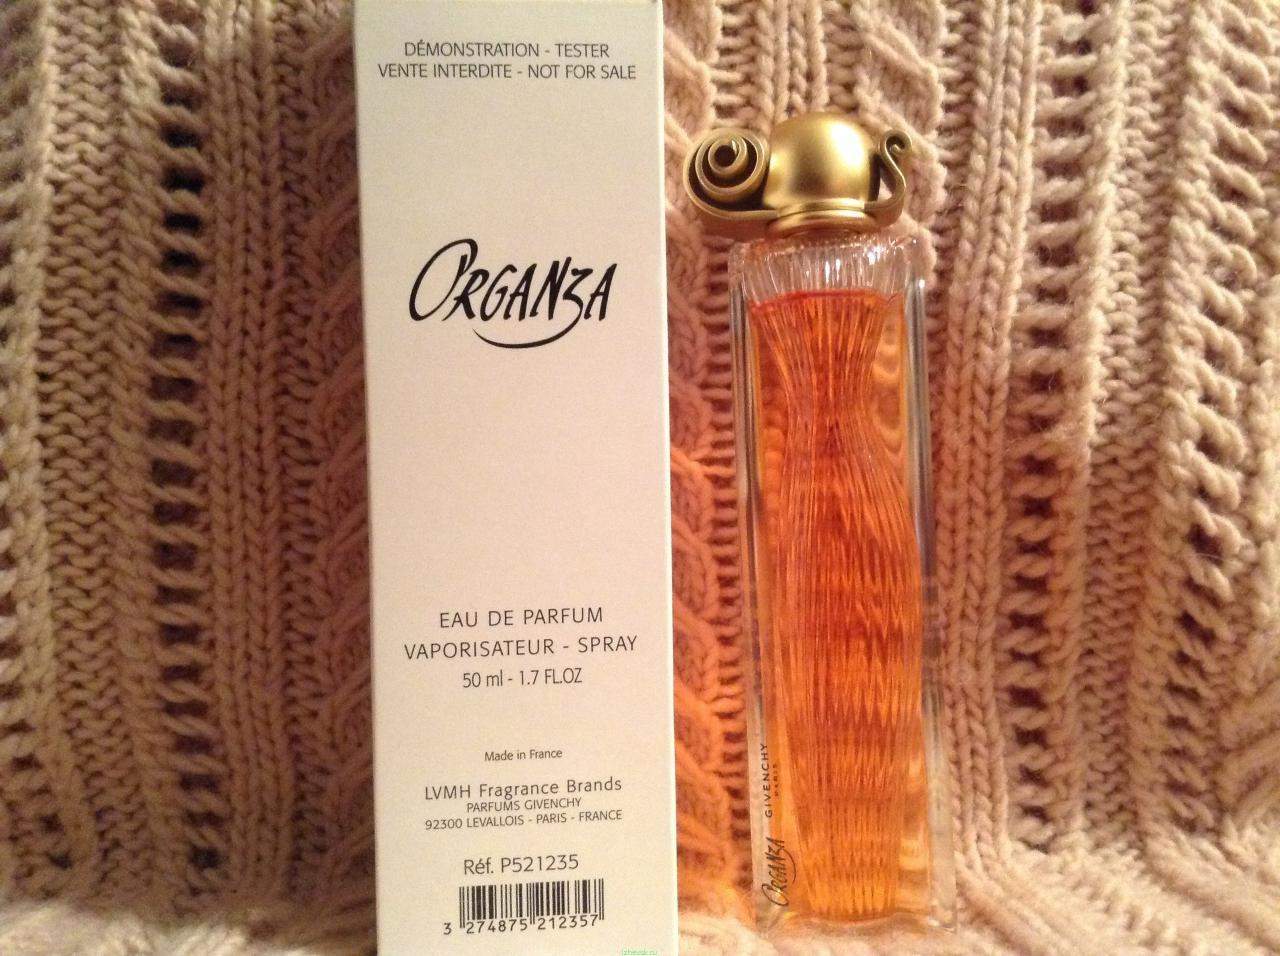 DÉMONSTRATION - TESTER
VENTE INTERDITE - NOT FOR SALE
ORGANZA
EAU DE PARFUM
VAPORISATEUR - SPRAY
50 ml - 1.7 FL.OZ
Made in France
LVMH Fragrance Brands
PARFUMS GIVENCHY
92300 LEVALLOIS - PARIS - FRANCE
Réf. P521235
3 274875 212357
ORGANZA
GIVENCHY
PARIS